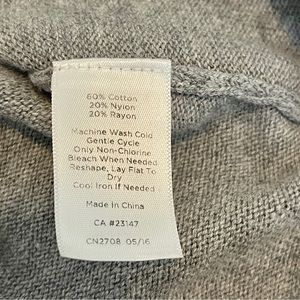 60% Cotton
20% Nylon
20% Rayon
Machine Wash Cold
Gentle Cycle
Only Non-Chlorine
Bleach When Needed
Reshape, Lay Flat To
Dry
Cool Iron If Needed
Made in China
CA #23147
CN2708 05/16